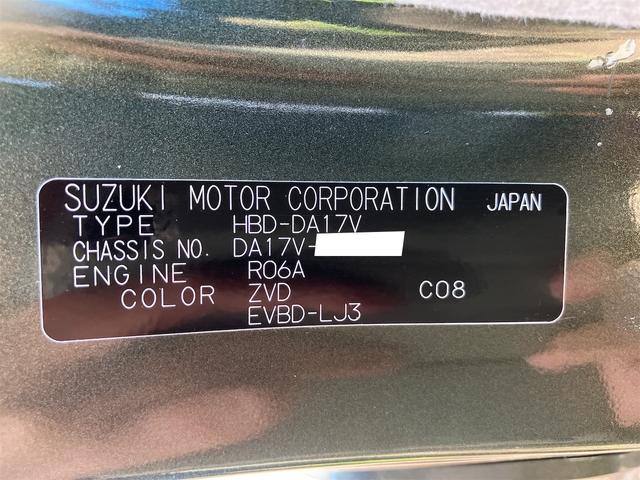 SUZUKI MOTOR CORPORATION JAPAN
TYPE HBD-DA17V
CHASSIS NO. DA17V-
ENGINE R06A
COLOR ZVD C08
EVBD-LJ3